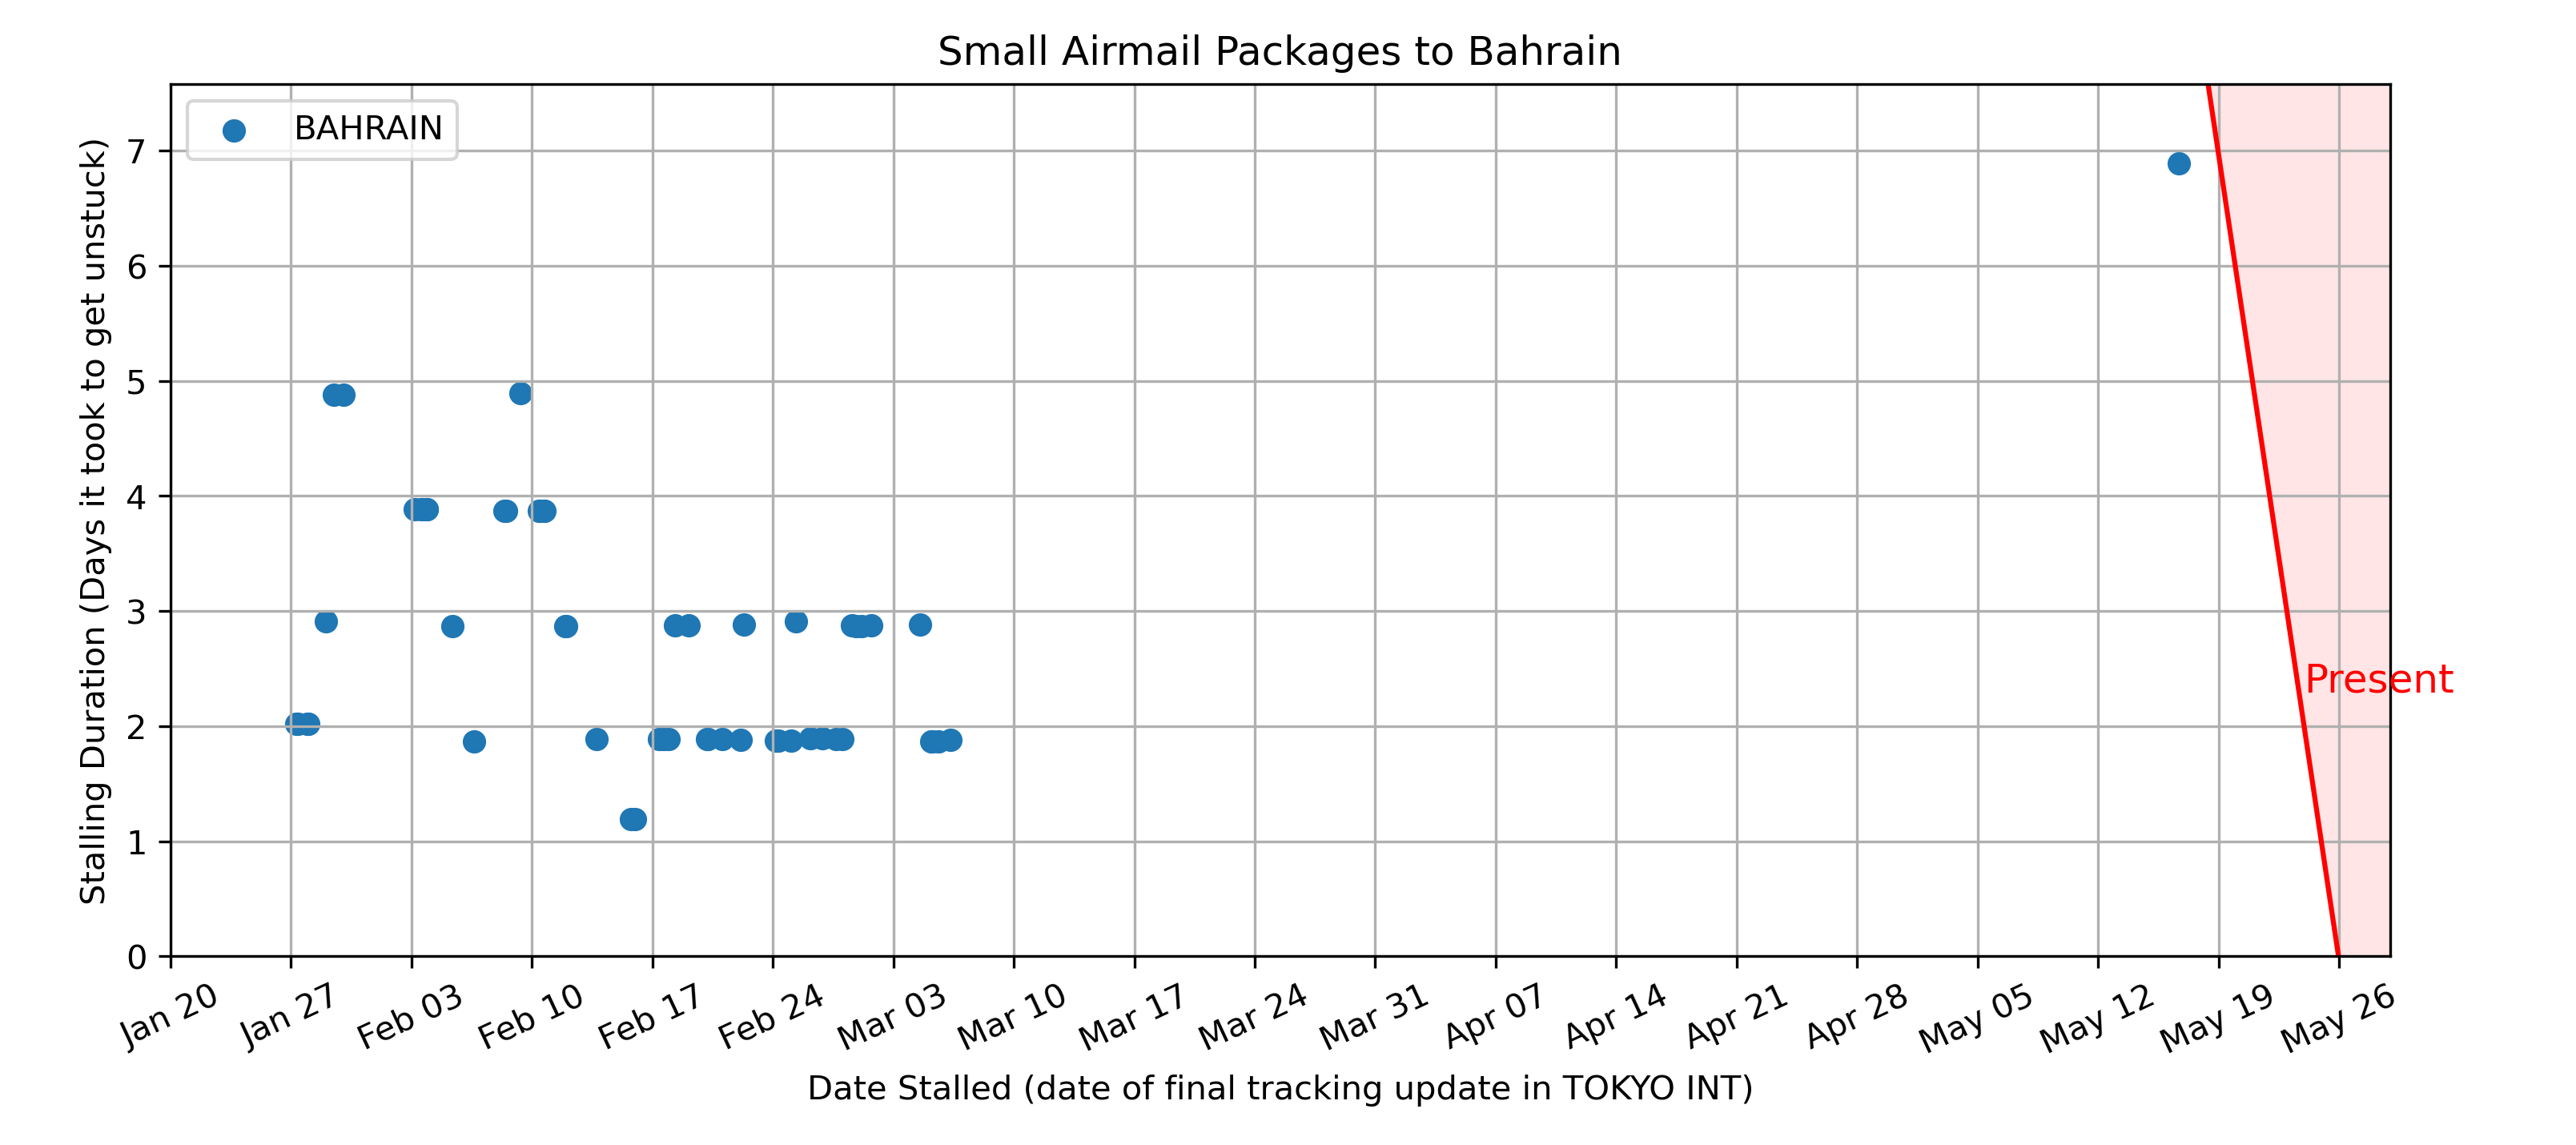 Small Airmail Packages to Bahrain
BAHRAIN
Stalling Duration (Days it took to get unstuck)
7
6
5
4
3
2
1
0
Present
Jan 20
Jan 27
Feb 03
Feb 10
Feb 17
Feb 24
Mar 03
Mar 10
Mar 17
Mar 24
Mar 31
Apr 07
Apr 14
Apr 21
Apr 28
May 05
May 12
May 19
May 26
Date Stalled (date of final tracking update in TOKYO INT)